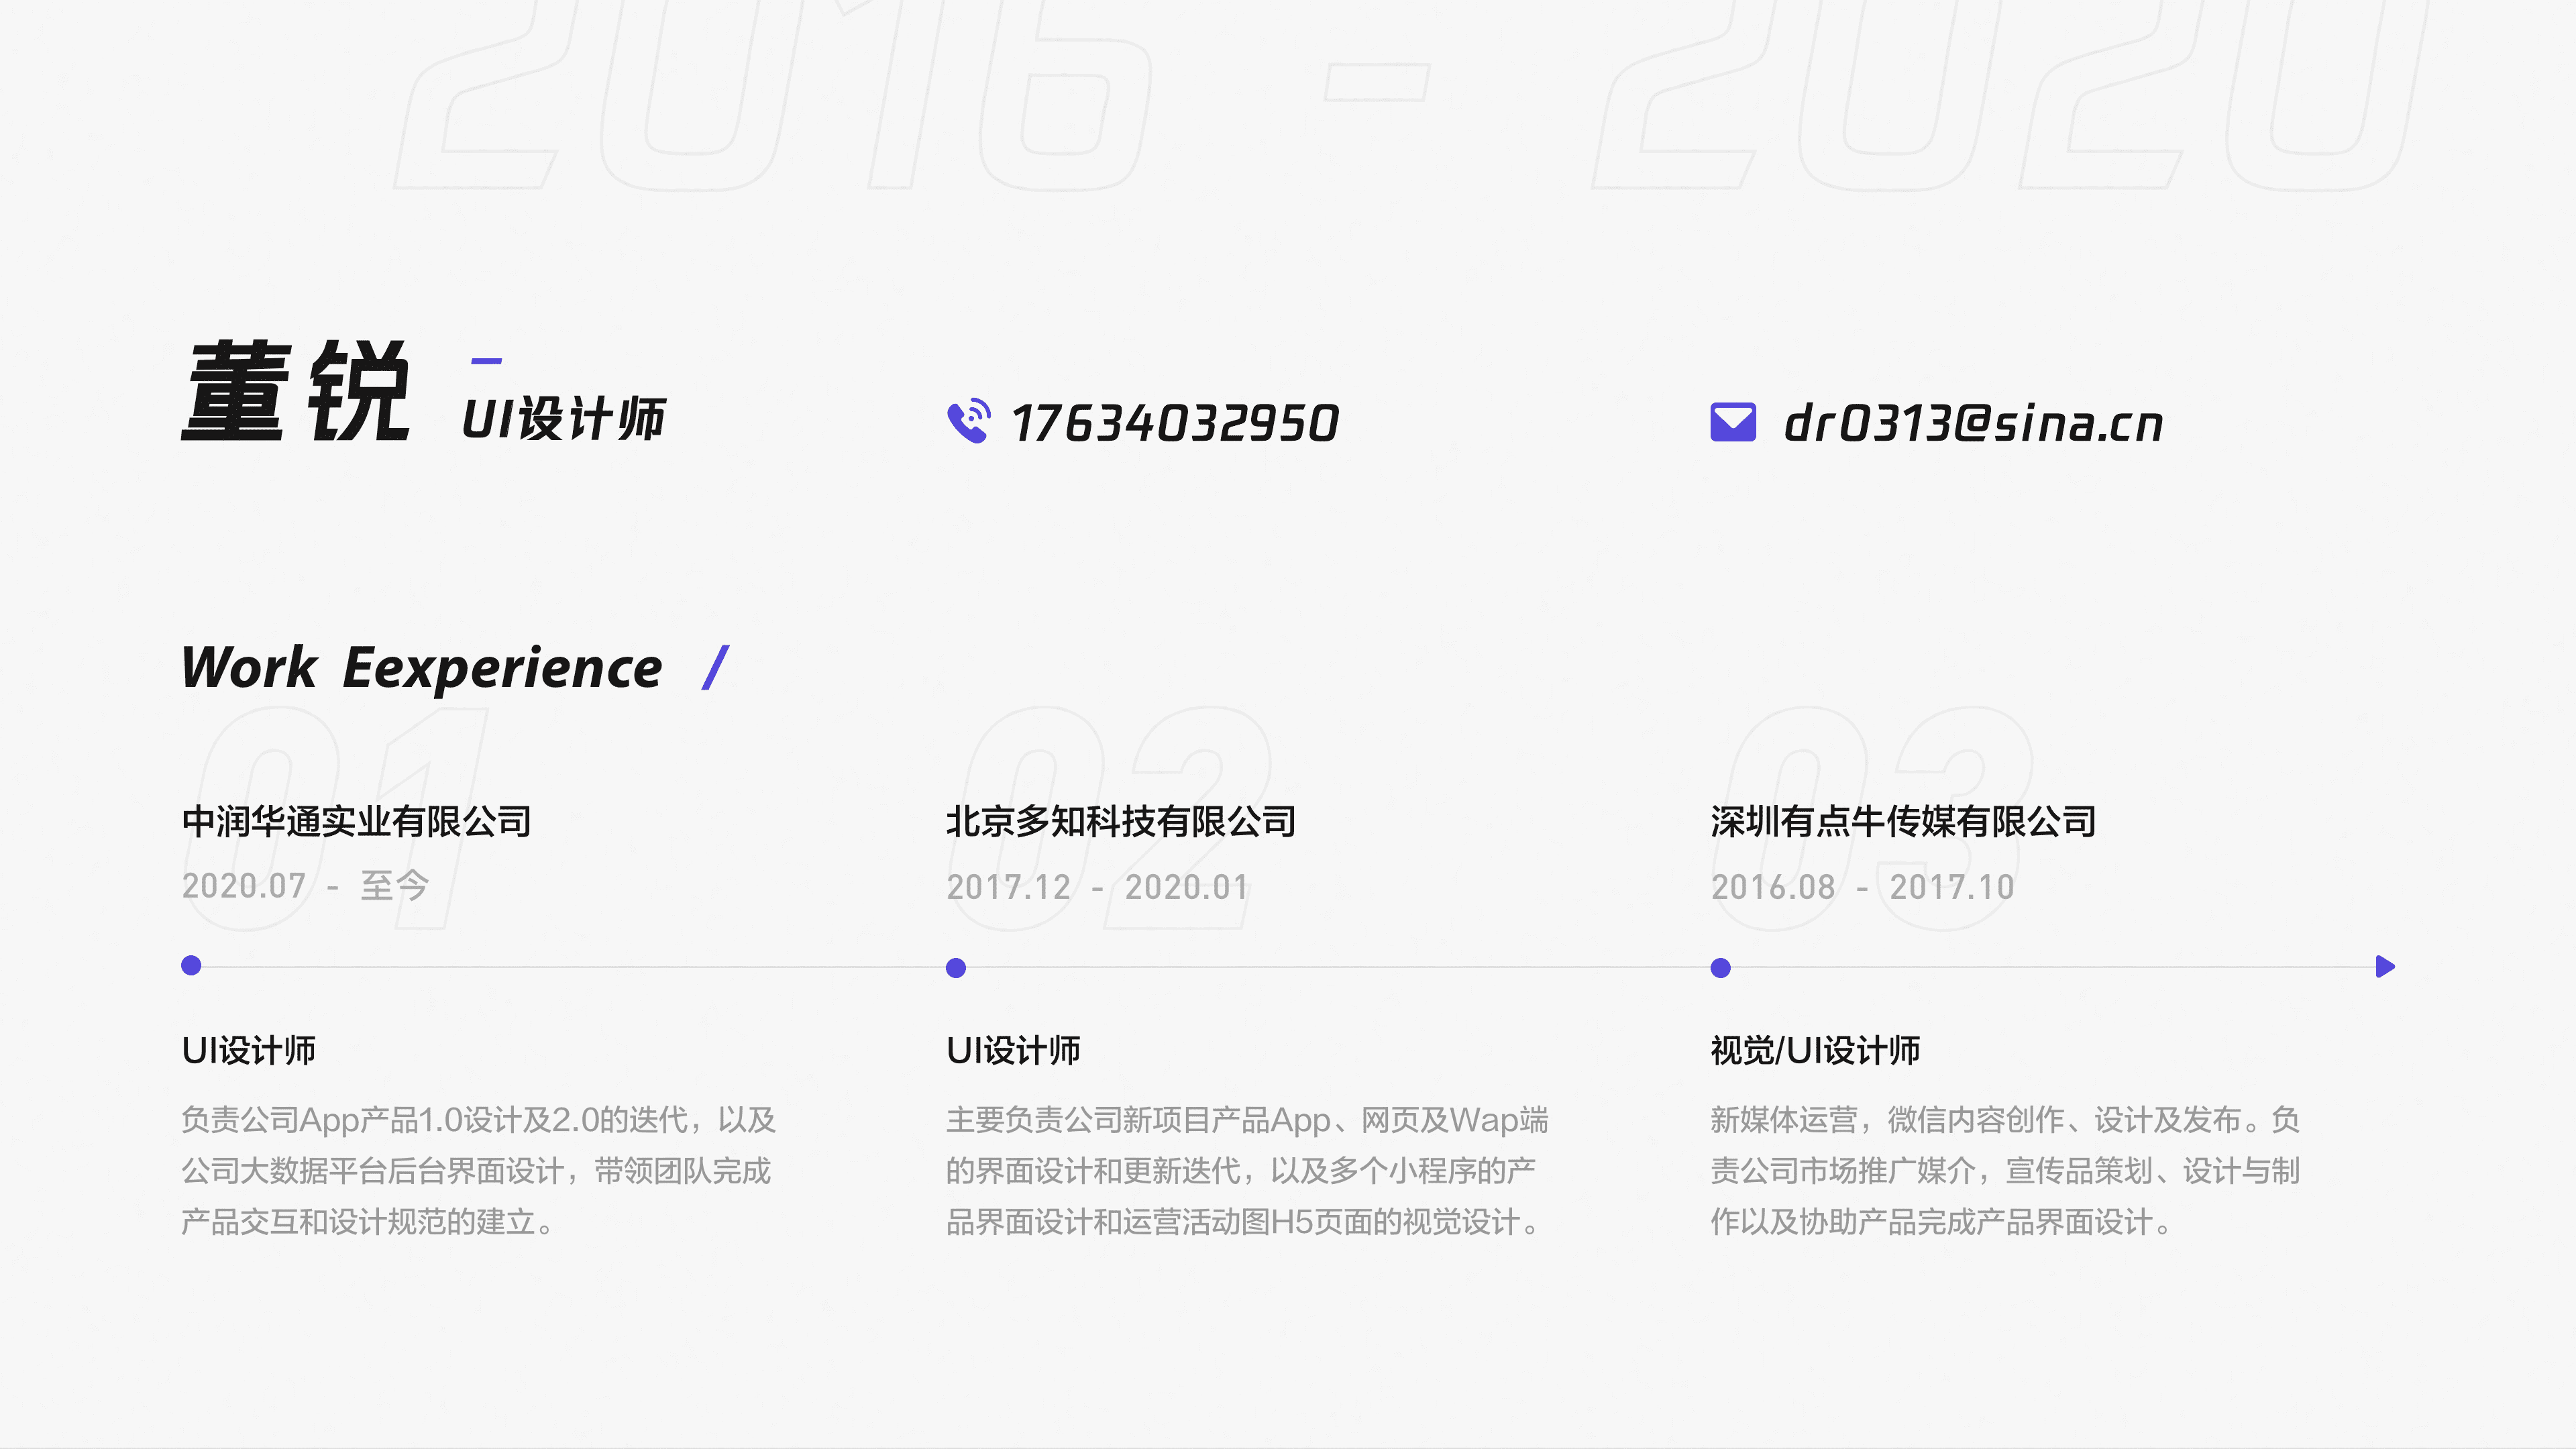 2016 - 2020
董锐
UI设计师
17634032950
dr0313@sina.cn
Work Eexperience /
01
中润华通实业有限公司
2020.07 - 至今
UI设计师
负责公司App产品1.0设计及2.0的迭代，以及
公司大数据平台后台界面设计，带领团队完成
产品交互和设计规范的建立。
02
北京多知科技有限公司
2017.12 - 2020.01
UI设计师
主要负责公司新项目产品App、网页及Wap端
的界面设计和更新迭代，以及多个小程序的产
品界面设计和运营活动图H5页面的视觉设计。
03
深圳有点牛传媒有限公司
2016.08 - 2017.10
视觉/UI设计师
新媒体运营，微信内容创作、设计及发布。负
责公司市场推广媒介，宣传品策划、设计与制
作以及协助产品完成产品界面设计。